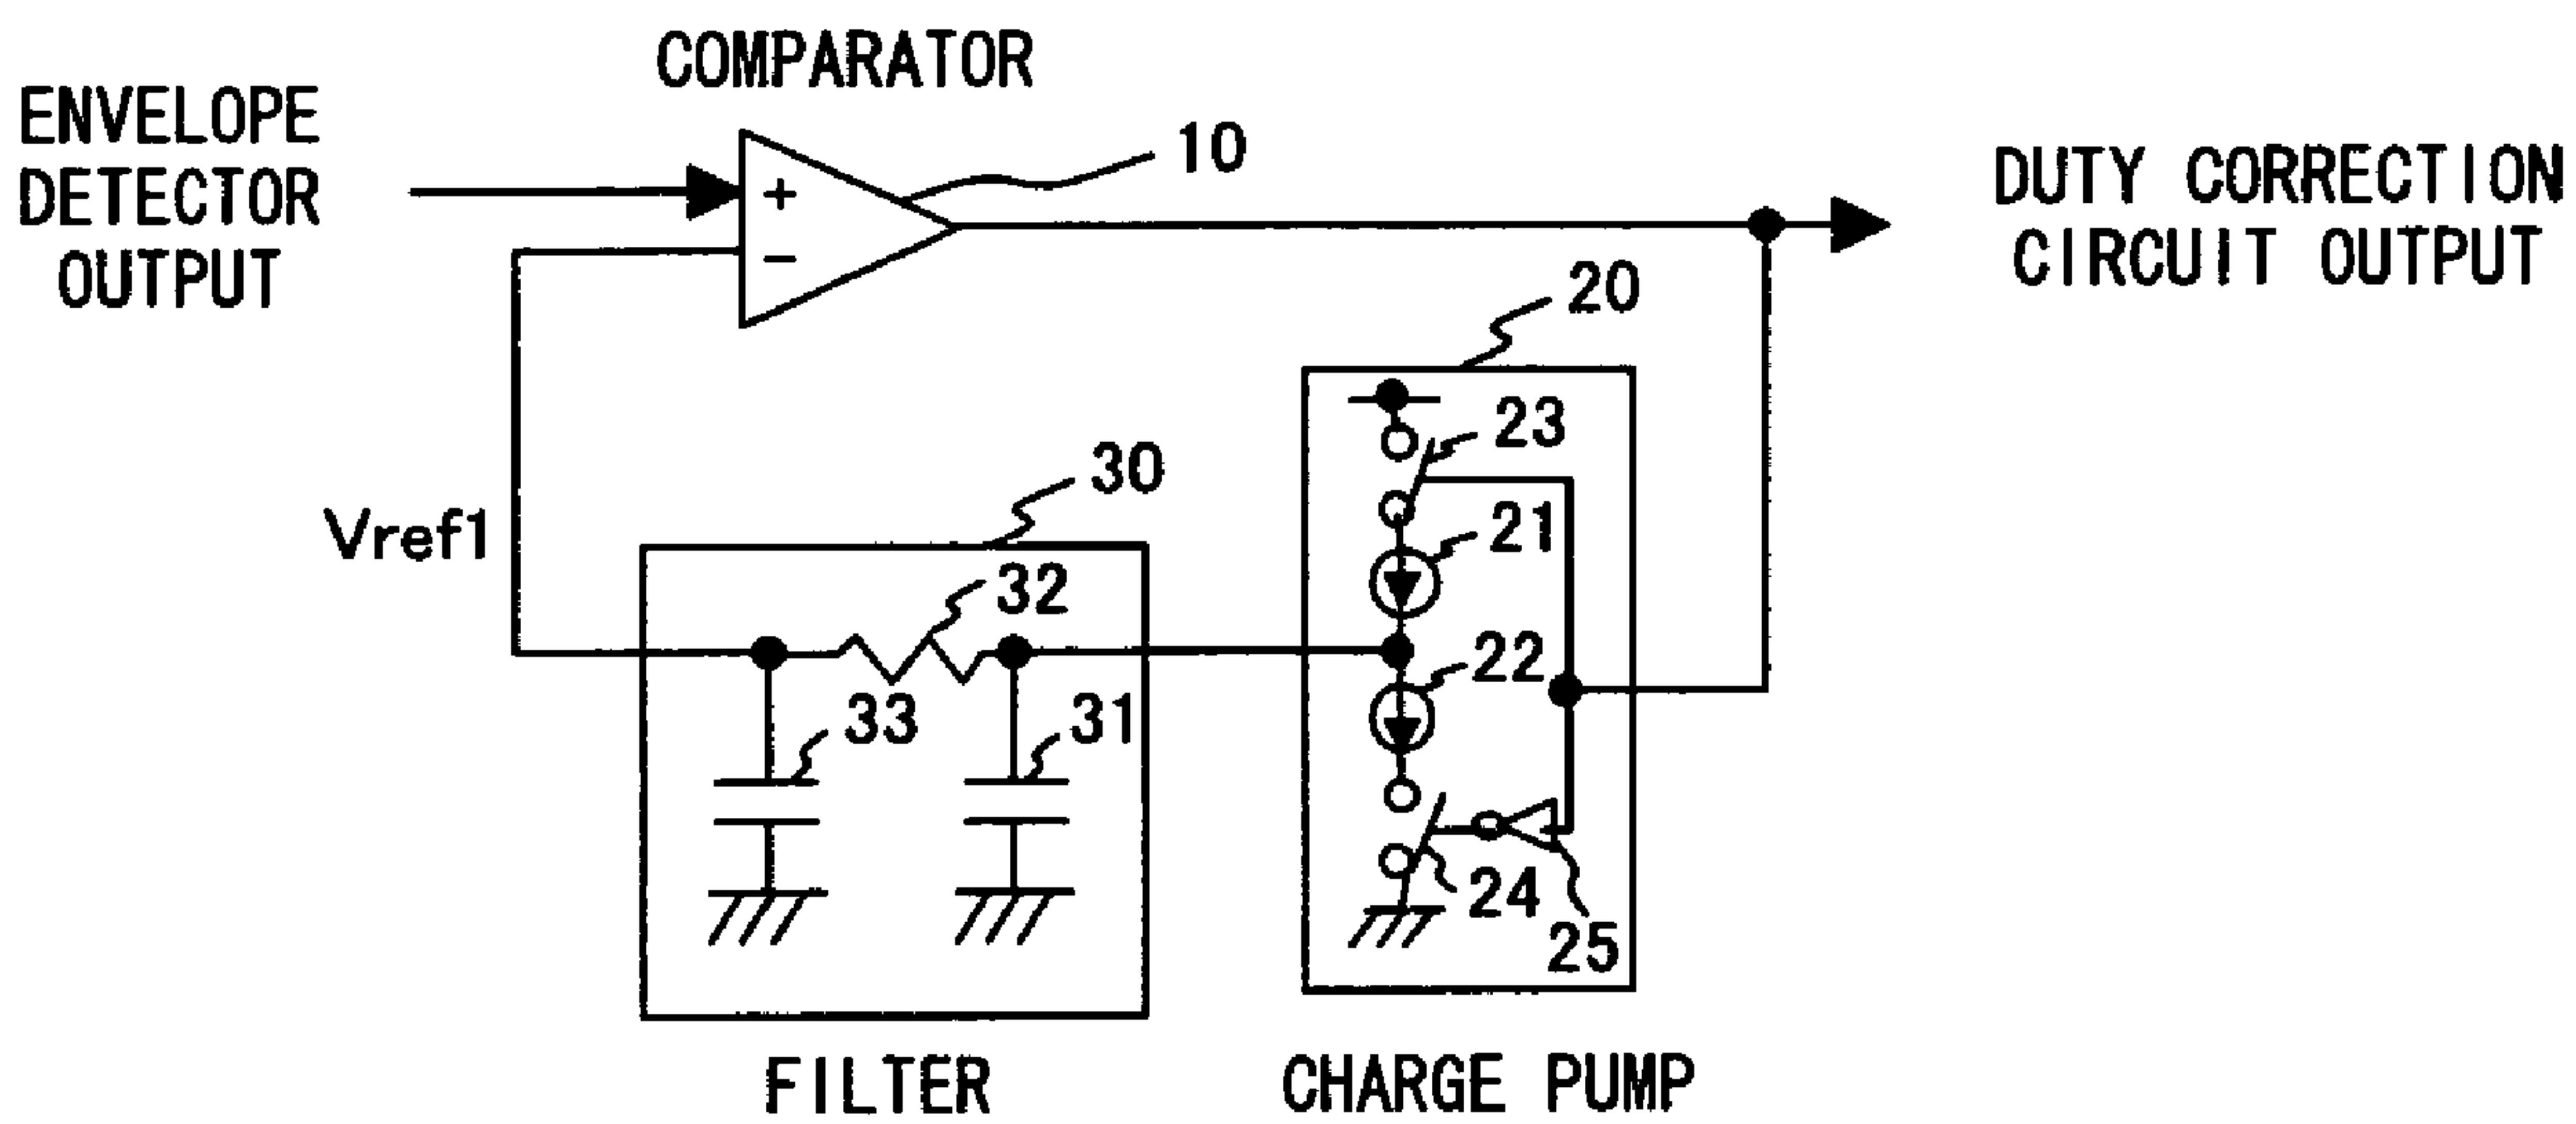 COMPARATOR
ENVELOPE
DETECTOR
OUTPUT
+
−
10
DUTY CORRECTION
CIRCUIT OUTPUT
20
23
21
22
24
25
Vref1
30
32
33
31
FILTER
CHARGE PUMP